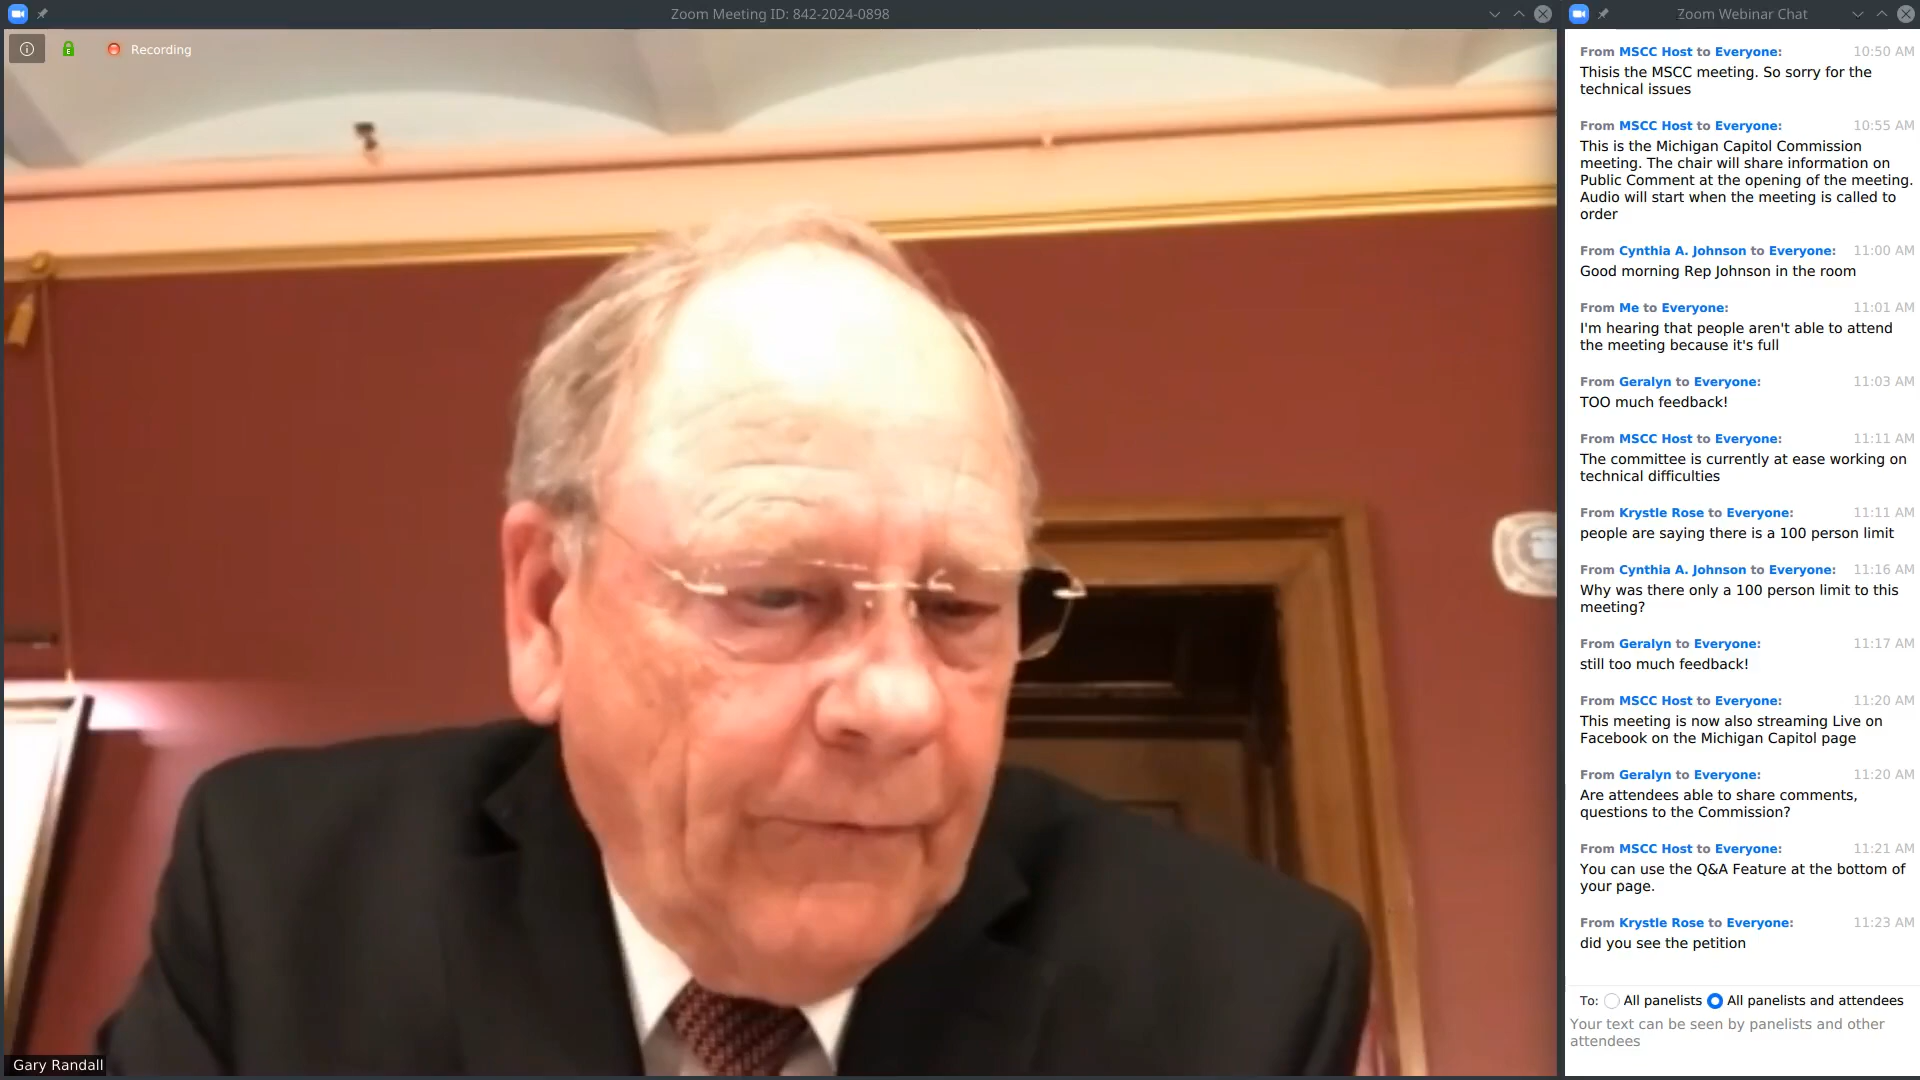 Zoom Meeting ID: 842-2024-0898
Recording
Gary Randall
Zoom Webinar Chat
From MSCC Host to Everyone: 10:50 AM
Thisis the MSCC meeting. So sorry for the
technical issues
From MSCC Host to Everyone: 10:55 AM
This is the Michigan Capitol Commission
meeting. The chair will share information on
Public Comment at the opening of the meeting.
Audio will start when the meeting is called to
order
From Cynthia A. Johnson to Everyone: 11:00 AM
Good morning Rep Johnson in the room
From Me to Everyone: 11:01 AM
I'm hearing that people aren't able to attend
the meeting because it's full
From Geralyn to Everyone: 11:03 AM
TOO much feedback!
From MSCC Host to Everyone: 11:11 AM
The committee is currently at ease working on
technical difficulties
From Krystle Rose to Everyone: 11:11 AM
people are saying there is a 100 person limit
From Cynthia A. Johnson to Everyone: 11:16 AM
Why was there only a 100 person limit to this
meeting?
From Geralyn to Everyone: 11:17 AM
still too much feedback!
From MSCC Host to Everyone: 11:20 AM
This meeting is now also streaming Live on
Facebook on the Michigan Capitol page
From Geralyn to Everyone: 11:20 AM
Are attendees able to share comments,
questions to the Commission?
From MSCC Host to Everyone: 11:21 AM
You can use the Q&A Feature at the bottom of
your page.
From Krystle Rose to Everyone: 11:23 AM
did you see the petition
To: All panelists All panelists and attendees
Your text can be seen by panelists and other
attendees